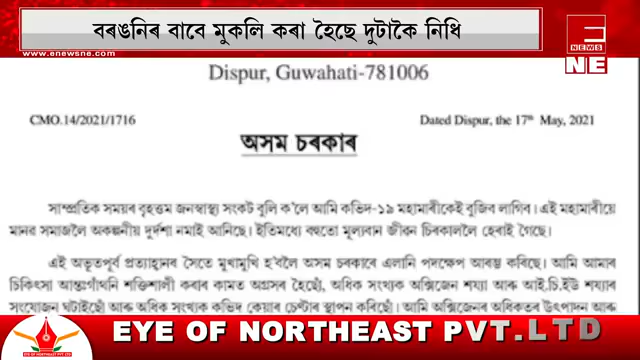 বৰঙনিৰ বাবে মুকলি কৰা হৈছে দুটাকৈ নিধি
www.enewsne.com
E
NEWS
NE
Dispur, Guwahati-781006
CMO.14/2021/1716
Dated Dispur, the 17th May, 2021
অসম চৰকাৰ
সাম্প্ৰতিক সময়ৰ বৃহত্তম জনস্বাস্থ্য সংকট বুলি ক'লে আমি কভিদ-১৯ মহামাৰীকেই বুজিব লাগিব। এই মহামাৰীয়ে
মানৱ সমাজলৈ অকল্পনীয় দুৰ্দশা নমাই আনিছে। ইতিমধ্যে বহুতো মূল্যবান জীৱন চিৰকাললৈ হেৰাই গৈছে।
এই অভূতপূৰ্ব প্ৰত্যাহ্বানৰ সৈতে মুখামুখি হ'বলৈ অসম চৰকাৰে এলানি পদক্ষেপ আৰম্ভ কৰিছে। আমি আমাৰ
চিকিৎসা আন্তঃগাঁথনি শক্তিশালী কৰাৰ কামত অগ্ৰসৰ হৈছোঁ, অধিক সংখ্যক অক্সিজেন শয্যা আৰু আই.চি.ইউ শয্যাৰ
সংযোজন ঘটাইছোঁ আৰু অধিক সংখ্যক কভিদ কেয়াৰ চেণ্টাৰ স্থাপন কৰিছোঁ। আমি অক্সিজেনৰ অধিকতৰ উৎপাদন আৰু
EYE OF NORTHEAST PVT.LTD